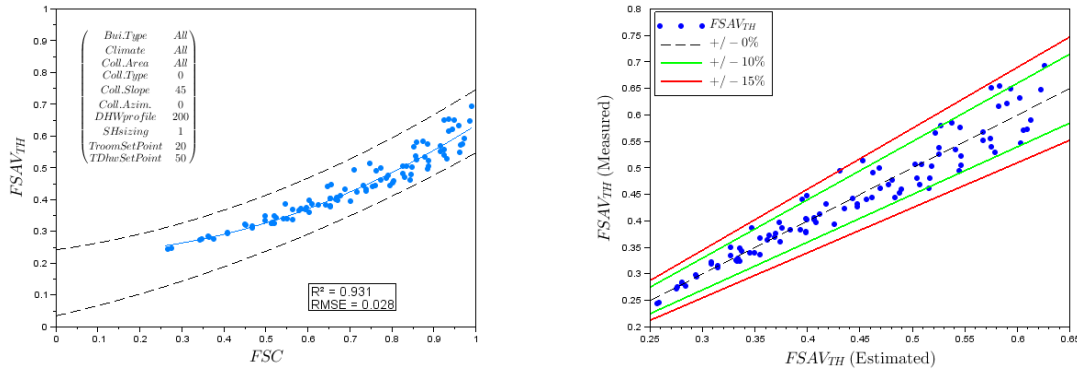 Bui.Type All
Climate All
Coll.Area All
Coll.Type 0
Coll.Slope 45
Coll.Azim. 0
DHWprofile 200
SHsizing 1
TroomSetPoint 20
TDhwSetPoint 50
R² = 0.931
RMSE = 0.028
FSAV_TH
1
0.9
0.8
0.7
0.6
0.5
0.4
0.3
0.2
0.1
0
0 0.1 0.2 0.3 0.4 0.5 0.6 0.7 0.8 0.9 1
FSC
FSAV_TH
+/ − 0%
+/ − 10%
+/ − 15%
FSAV_TH (Measured)
0.8
0.75
0.7
0.65
0.6
0.55
0.5
0.45
0.4
0.35
0.3
0.25
0.2
0.25 0.3 0.35 0.4 0.45 0.5 0.55 0.6 0.65
FSAV_TH (Estimated)